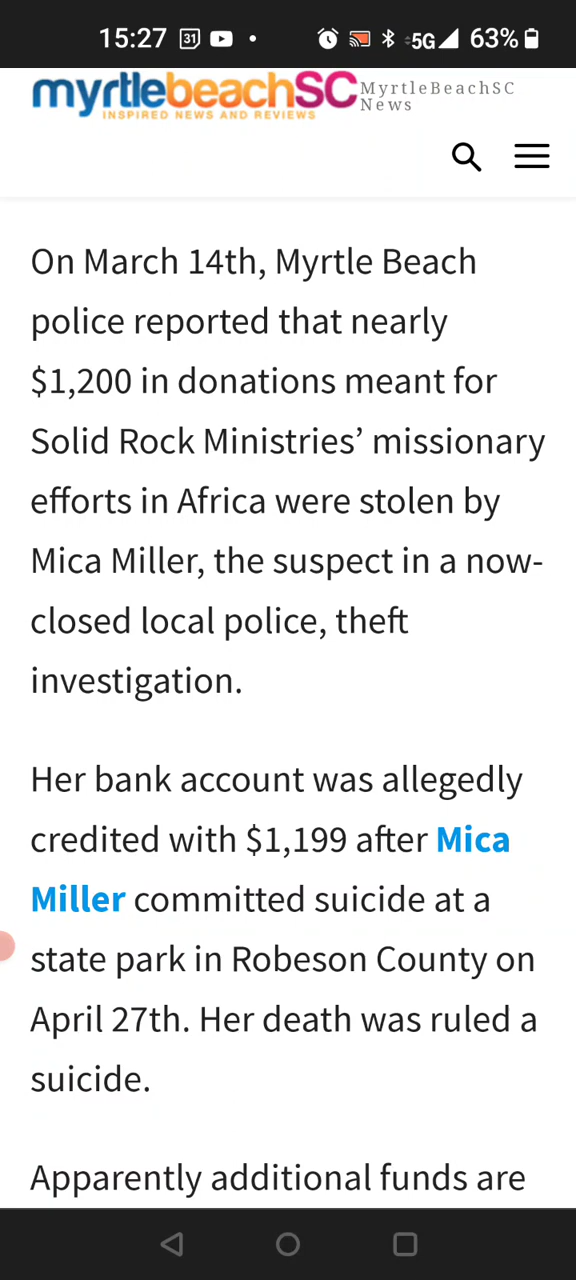 15:27 31 5G 63%
myrtlebeachSC
INSPIRED NEWS AND REVIEWS
MyrtleBeachSC
News
On March 14th, Myrtle Beach
police reported that nearly
$1,200 in donations meant for
Solid Rock Ministries’ missionary
efforts in Africa were stolen by
Mica Miller, the suspect in a now-
closed local police, theft
investigation.
Her bank account was allegedly
credited with $1,199 after Mica
Miller committed suicide at a
state park in Robeson County on
April 27th. Her death was ruled a
suicide.
Apparently additional funds are